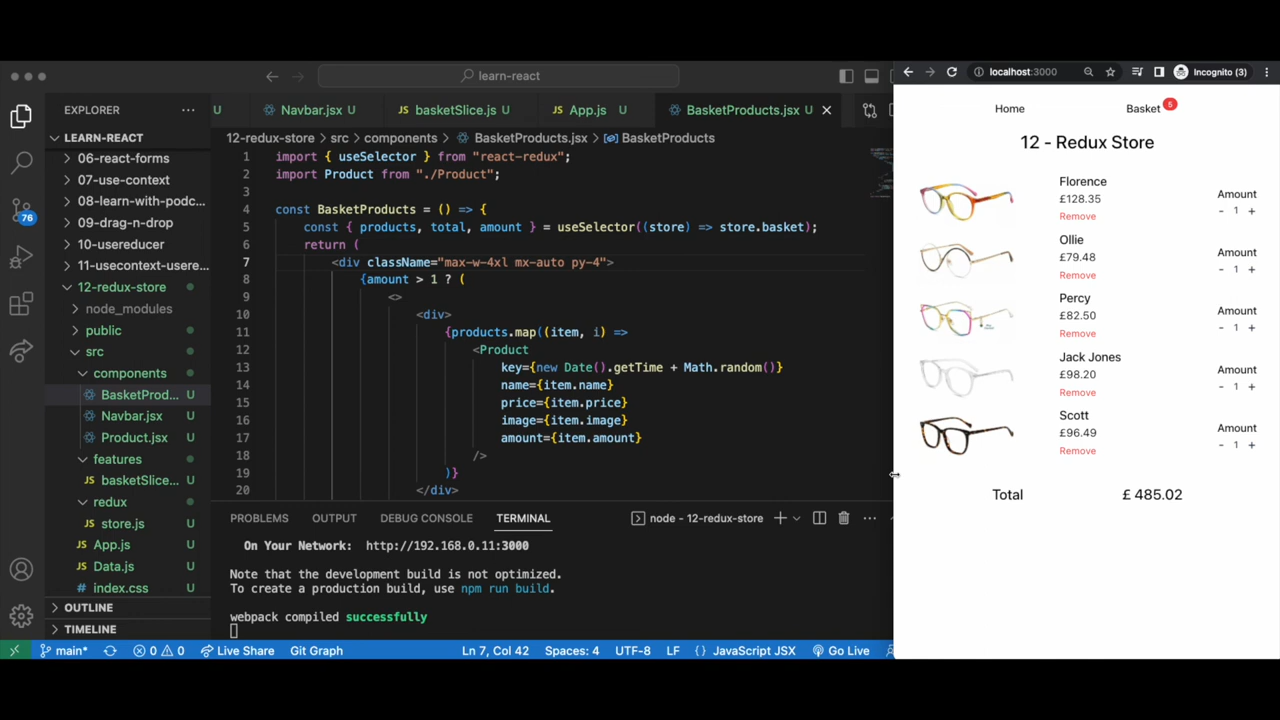 learn-react
localhost:3000
Incognito (3)
EXPLORER
LEARN-REACT
06-react-forms
07-use-context
08-learn-with-podc...
09-drag-n-drop
10-usereducer
11-usecontext-usere...
12-redux-store
node_modules
public
src
components
BasketProd... U
Navbar.jsx U
Product.jsx U
features
basketSlice... U
redux
store.js U
App.js U
Data.js U
index.css U
OUTLINE
TIMELINE
76
U Navbar.jsx U JS basketSlice.js U JS App.js U BasketProducts.jsx U
12-redux-store > src > components > BasketProducts.jsx > BasketProducts
1 import { useSelector } from "react-redux";
2 import Product from "./Product";
3
4 const BasketProducts = () => {
5 const { products, total, amount } = useSelector((store) => store.basket);
6 return (
7 <div className="max-w-4xl mx-auto py-4">
8 {amount > 1 ? (
9 <>
10 <div>
11 {products.map((item, i) =>
12 <Product
13 key={new Date().getTime + Math.random()}
14 name={item.name}
15 price={item.price}
16 image={item.image}
17 amount={item.amount}
18 />
19 )}
20 </div>
PROBLEMS OUTPUT DEBUG CONSOLE TERMINAL node - 12-redux-store
On Your Network: http://192.168.0.11:3000
Note that the development build is not optimized.
To create a production build, use npm run build.
webpack compiled successfully
main* 0 0 Live Share Git Graph Ln 7, Col 42 Spaces: 4 UTF-8 LF {} JavaScript JSX Go Live
Home Basket 5
12 - Redux Store
Florence
£128.35
Remove
Amount
- 1 +
Ollie
£79.48
Remove
Amount
- 1 +
Percy
£82.50
Remove
Amount
- 1 +
Jack Jones
£98.20
Remove
Amount
- 1 +
Scott
£96.49
Remove
Amount
- 1 +
Total £ 485.02